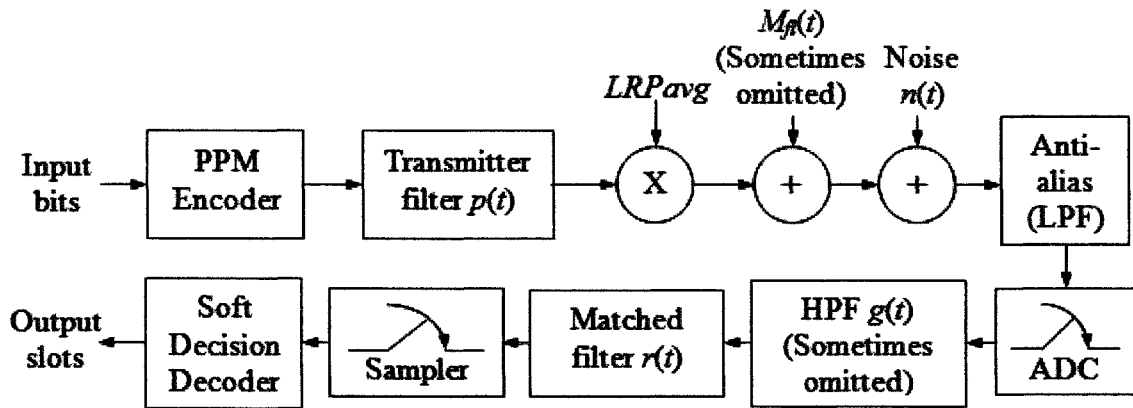 M_fl(t)
(Sometimes
omitted)
Noise
n(t)
LRPavg
Input
bits
PPM
Encoder
Transmitter
filter p(t)
X
+
+
Anti-
alias
(LPF)
Output
slots
Soft
Decision
Decoder
Sampler
Matched
filter r(t)
HPF g(t)
(Sometimes
omitted)
ADC